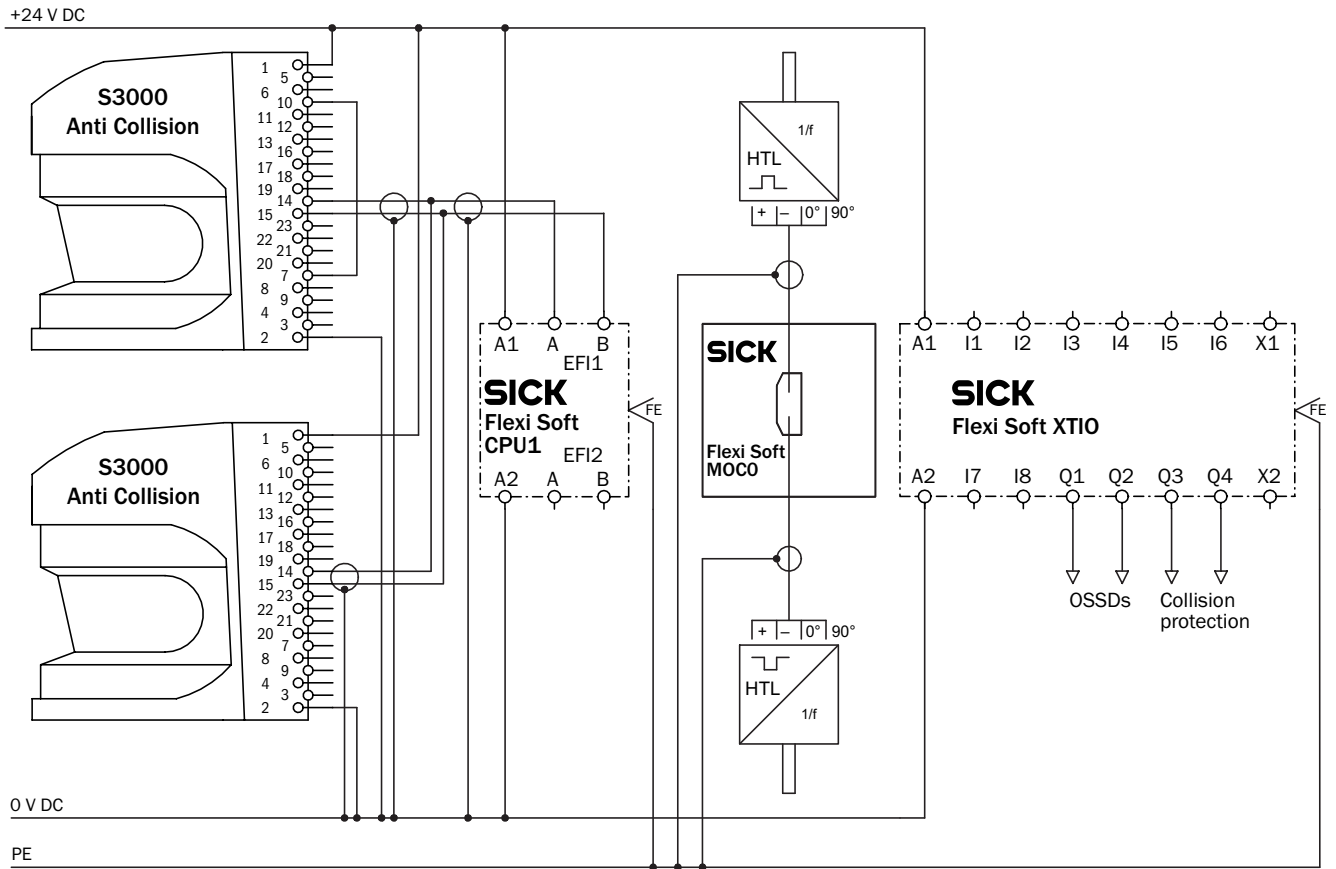 +24 V DC
S3000
Anti Collision
1
5
6
10
11
12
13
16
17
18
19
14
15
23
22
21
20
7
8
9
4
3
2
1/f
HTL
+ – 0° 90°
A1 A B
EFI1
SICK
Flexi Soft
CPU1
EFI2
A2 A B
FE
SICK
Flexi Soft
MOCO
A1 I1 I2 I3 I4 I5 I6 X1
SICK
Flexi Soft XTIO
A2 I7 I8 Q1 Q2 Q3 Q4 X2
FE
OSSDs
Collision
protection
S3000
Anti Collision
1
5
6
10
11
12
13
16
17
18
19
14
15
23
22
21
20
7
8
9
4
3
2
+ – 0° 90°
HTL
1/f
0 V DC
PE